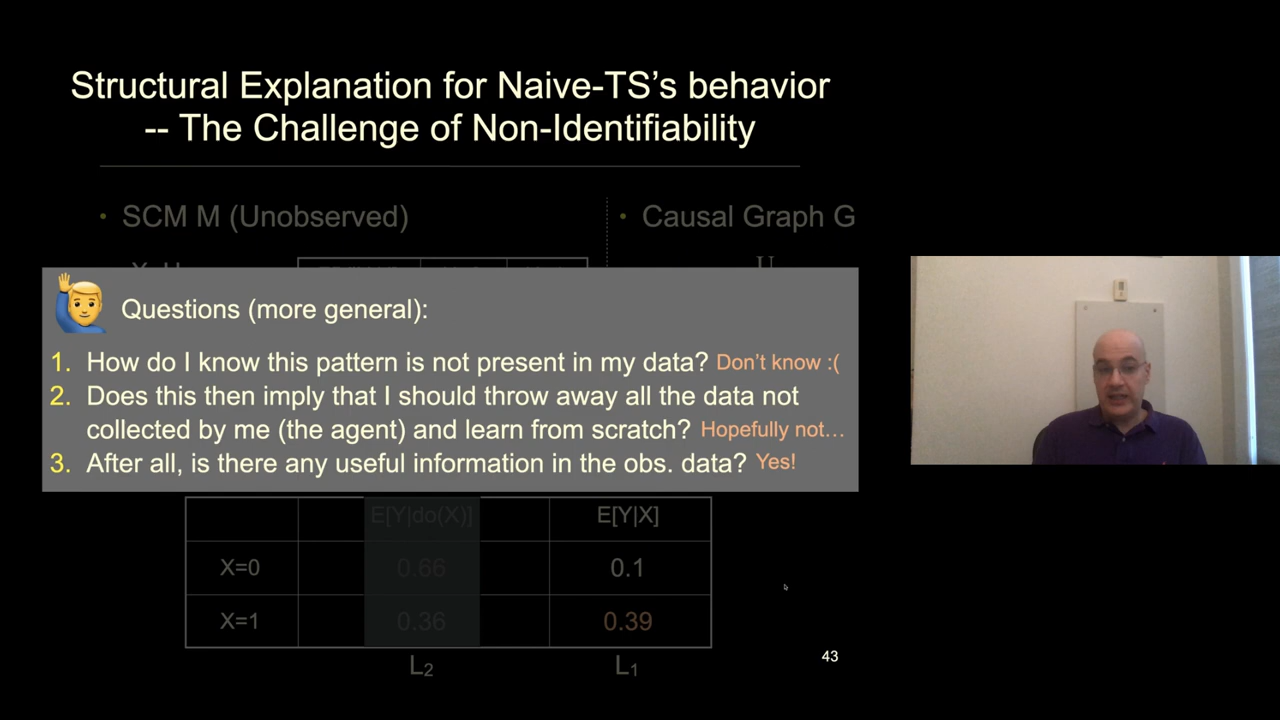 Structural Explanation for Naive-TS's behavior
-- The Challenge of Non-Identifiability
• SCM M (Unobserved)
• Causal Graph G
U
Questions (more general):
1. How do I know this pattern is not present in my data? Don't know :(
2. Does this then imply that I should throw away all the data not
collected by me (the agent) and learn from scratch? Hopefully not…
3. After all, is there any useful information in the obs. data? Yes!
E[Y|do(X)] E[Y|X]
X=0 0.66 0.1
X=1 0.36 0.39
L₂ L₁
43